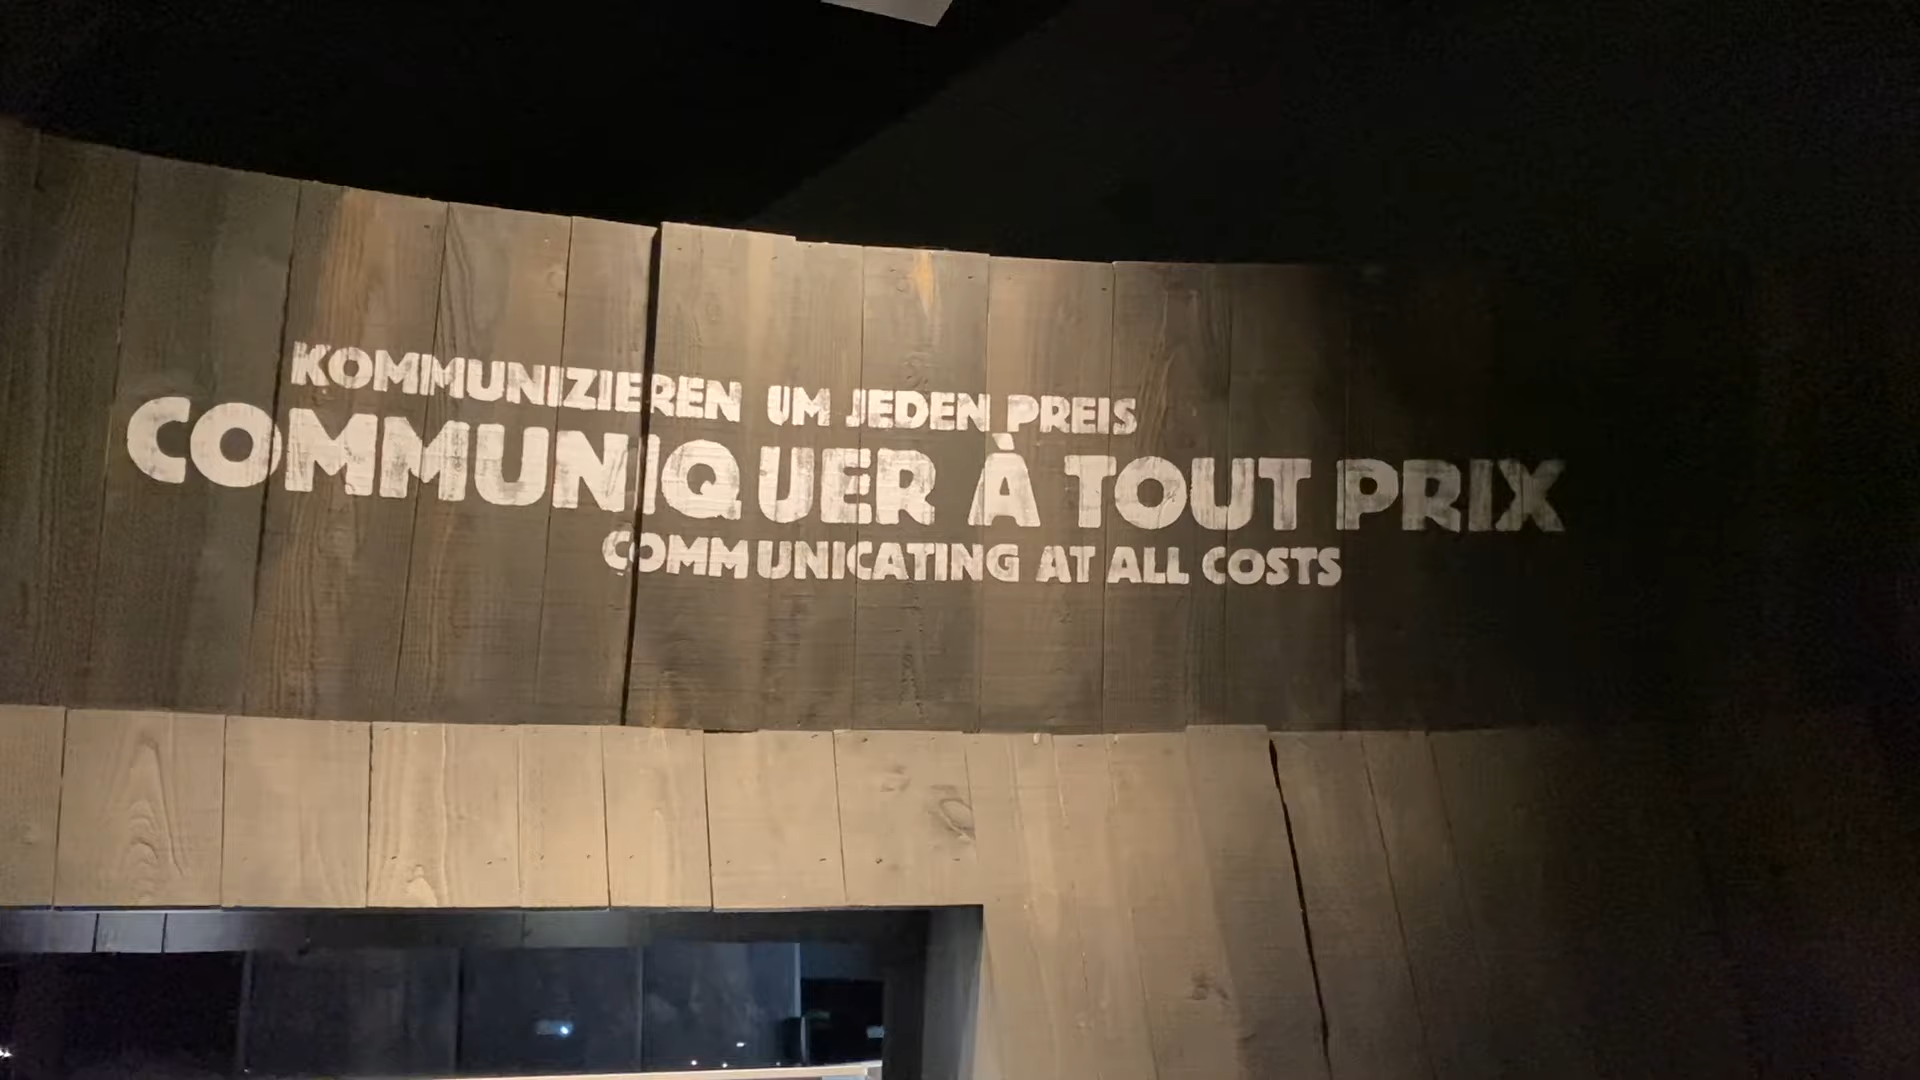 KOMMUNIZIEREN UM JEDEN PREIS
COMMUNIQUER À TOUT PRIX
COMMUNICATING AT ALL COSTS